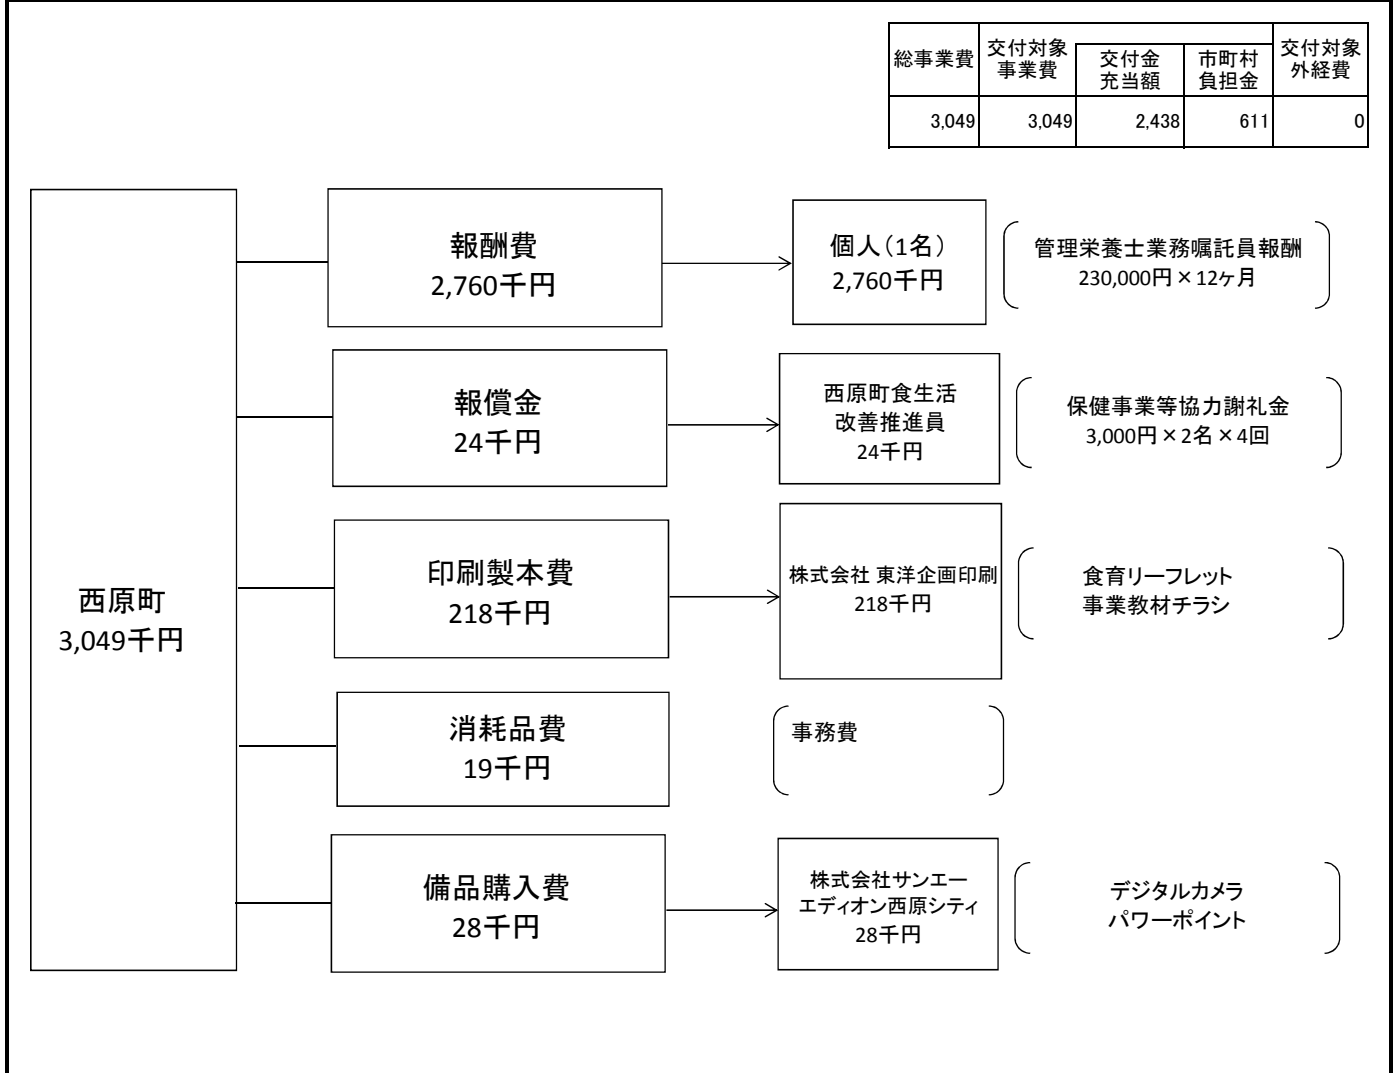 総事業費
交付対象
事業費
交付金
充当額
市町村
負担金
交付対象
外経費
3,049
3,049
2,438
611
0
西原町
3,049千円
報酬費
2,760千円
個人（1名）
2,760千円
管理栄養士業務嘱託員報酬
230,000円×12ヶ月
報償金
24千円
西原町食生活
改善推進員
24千円
保健事業等協力謝礼金
3,000円×2名×4回
印刷製本費
218千円
株式会社 東洋企画印刷
218千円
食育リーフレット
事業教材チラシ
消耗品費
19千円
事務費
備品購入費
28千円
株式会社サンエー
エディオン西原シティ
28千円
デジタルカメラ
パワーポイント